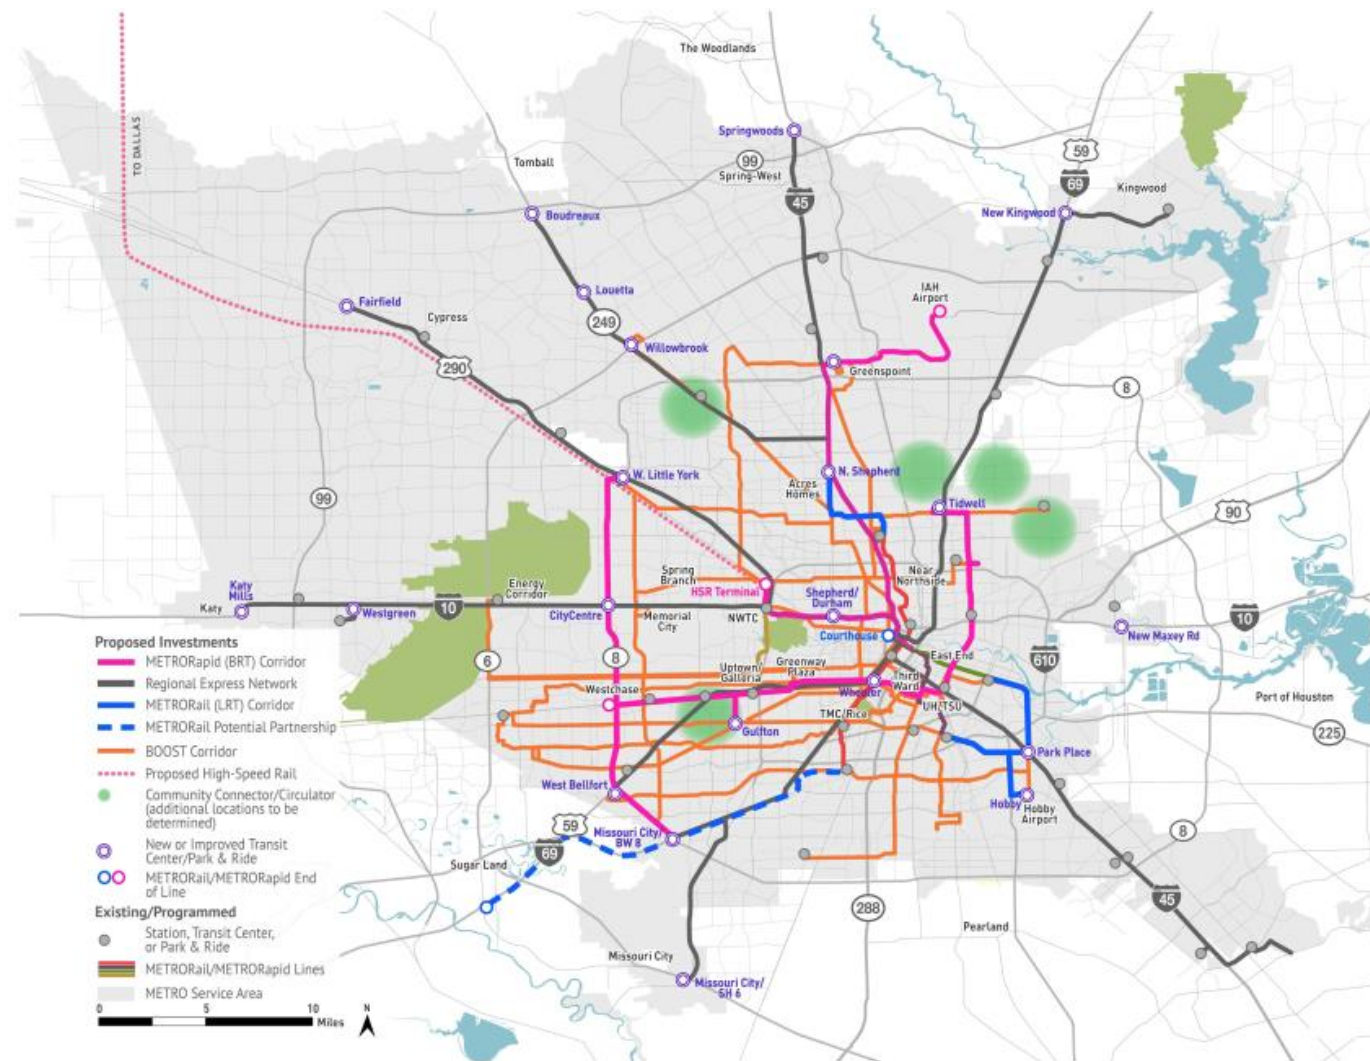 The Woodlands
Springwoods
99
Spring-West
59
69
Kingwood
TO DALLAS
Tomball
45
New Kingwood
Boudreaux
IAH
Airport
Louetta
Fairfield
249
Cypress
Willowbrook
290
Greenspoint
8
W. Little York
N. Shepherd
Acres
Homes
99
Tidwell
90
Near
Northside
Spring
Branch
Energy
Corridor
HSR Terminal
Shepherd/
Durham
Katy
Mills
Katy
Westgreen
10
CityCentre
Memorial
City
NWTC
Courthouse
New Maxey Rd
10
6
8
Uptown/
Galleria
Greenway
Plaza
East End
610
Westchase
Wheeler
Third
Ward
Port of Houston
TMC/Rice
UH/TSU
Gulfton
225
Park Place
West Bellfort
Hobby
Hobby
Airport
59
69
Missouri City/
BW 8
8
Sugar Land
45
288
Pearland
Missouri City
Missouri City/
SH 6
Proposed Investments
METRORapid (BRT) Corridor
Regional Express Network
METRORail (LRT) Corridor
METRORail Potential Partnership
BOOST Corridor
Proposed High-Speed Rail
Community Connector/Circulator
(additional locations to be
determined)
New or Improved Transit
Center/Park & Ride
METRORail/METRORapid End
of Line
Existing/Programmed
Station, Transit Center,
or Park & Ride
METRORail/METRORapid Lines
METRO Service Area
0 5 10
Miles
N